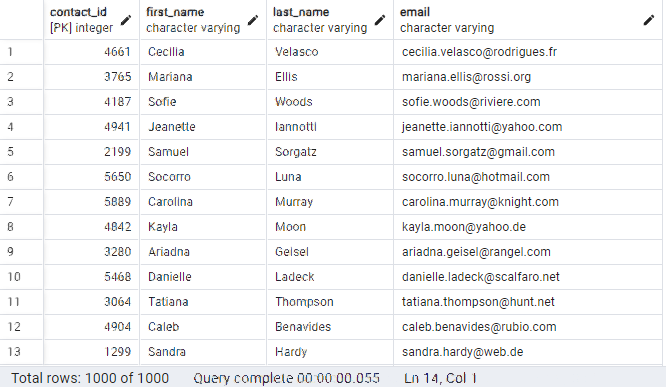 contact_id first_name last_name email
[PK] integer character varying character varying character varying
1 4661 Cecilia Velasco cecilia.velasco@rodrigues.fr
2 3765 Mariana Ellis mariana.ellis@rossi.org
3 4187 Sofie Woods sofie.woods@riviere.com
4 4941 Jeanette Iannotti jeanette.iannotti@yahoo.com
5 2199 Samuel Sorgatz samuel.sorgatz@gmail.com
6 5650 Socorro Luna socorro.luna@hotmail.com
7 5889 Carolina Murray carolina.murray@knight.com
8 4842 Kayla Moon kayla.moon@yahoo.de
9 3280 Ariadna Geisel ariadna.geisel@rangel.com
10 5468 Danielle Ladeck danielle.ladeck@scalfaro.net
11 3064 Tatiana Thompson tatiana.thompson@hunt.net
12 4904 Caleb Benavides caleb.benavides@rubio.com
13 1299 Sandra Hardy sandra.hardy@web.de
Total rows: 1000 of 1000 Query complete 00:00:00.055 Ln 14, Col 1